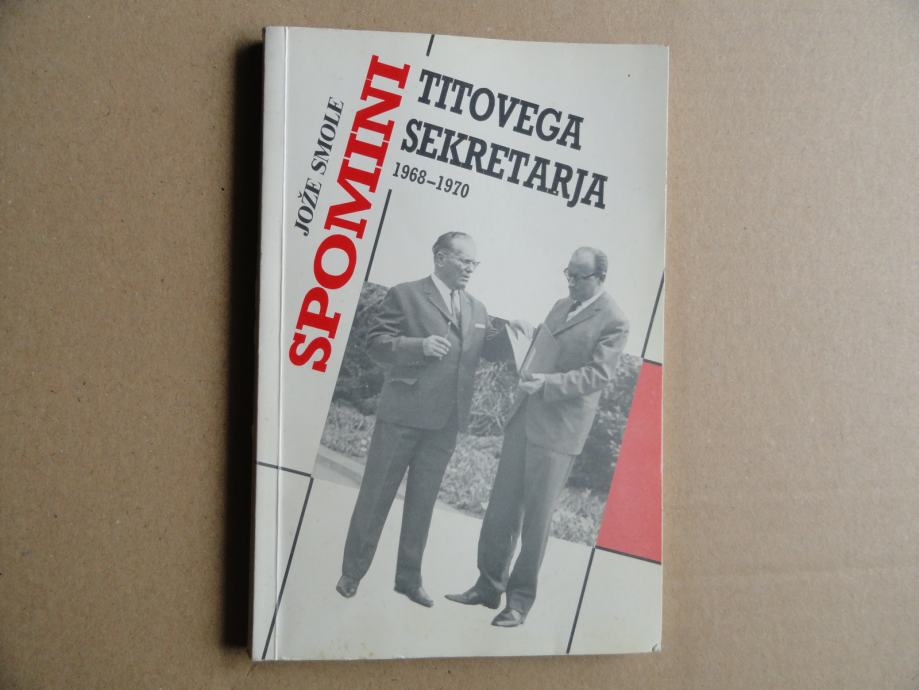 JOŽE SMOLE
SPOMINI
TITOVEGA
SEKRETARJA
1968–1970